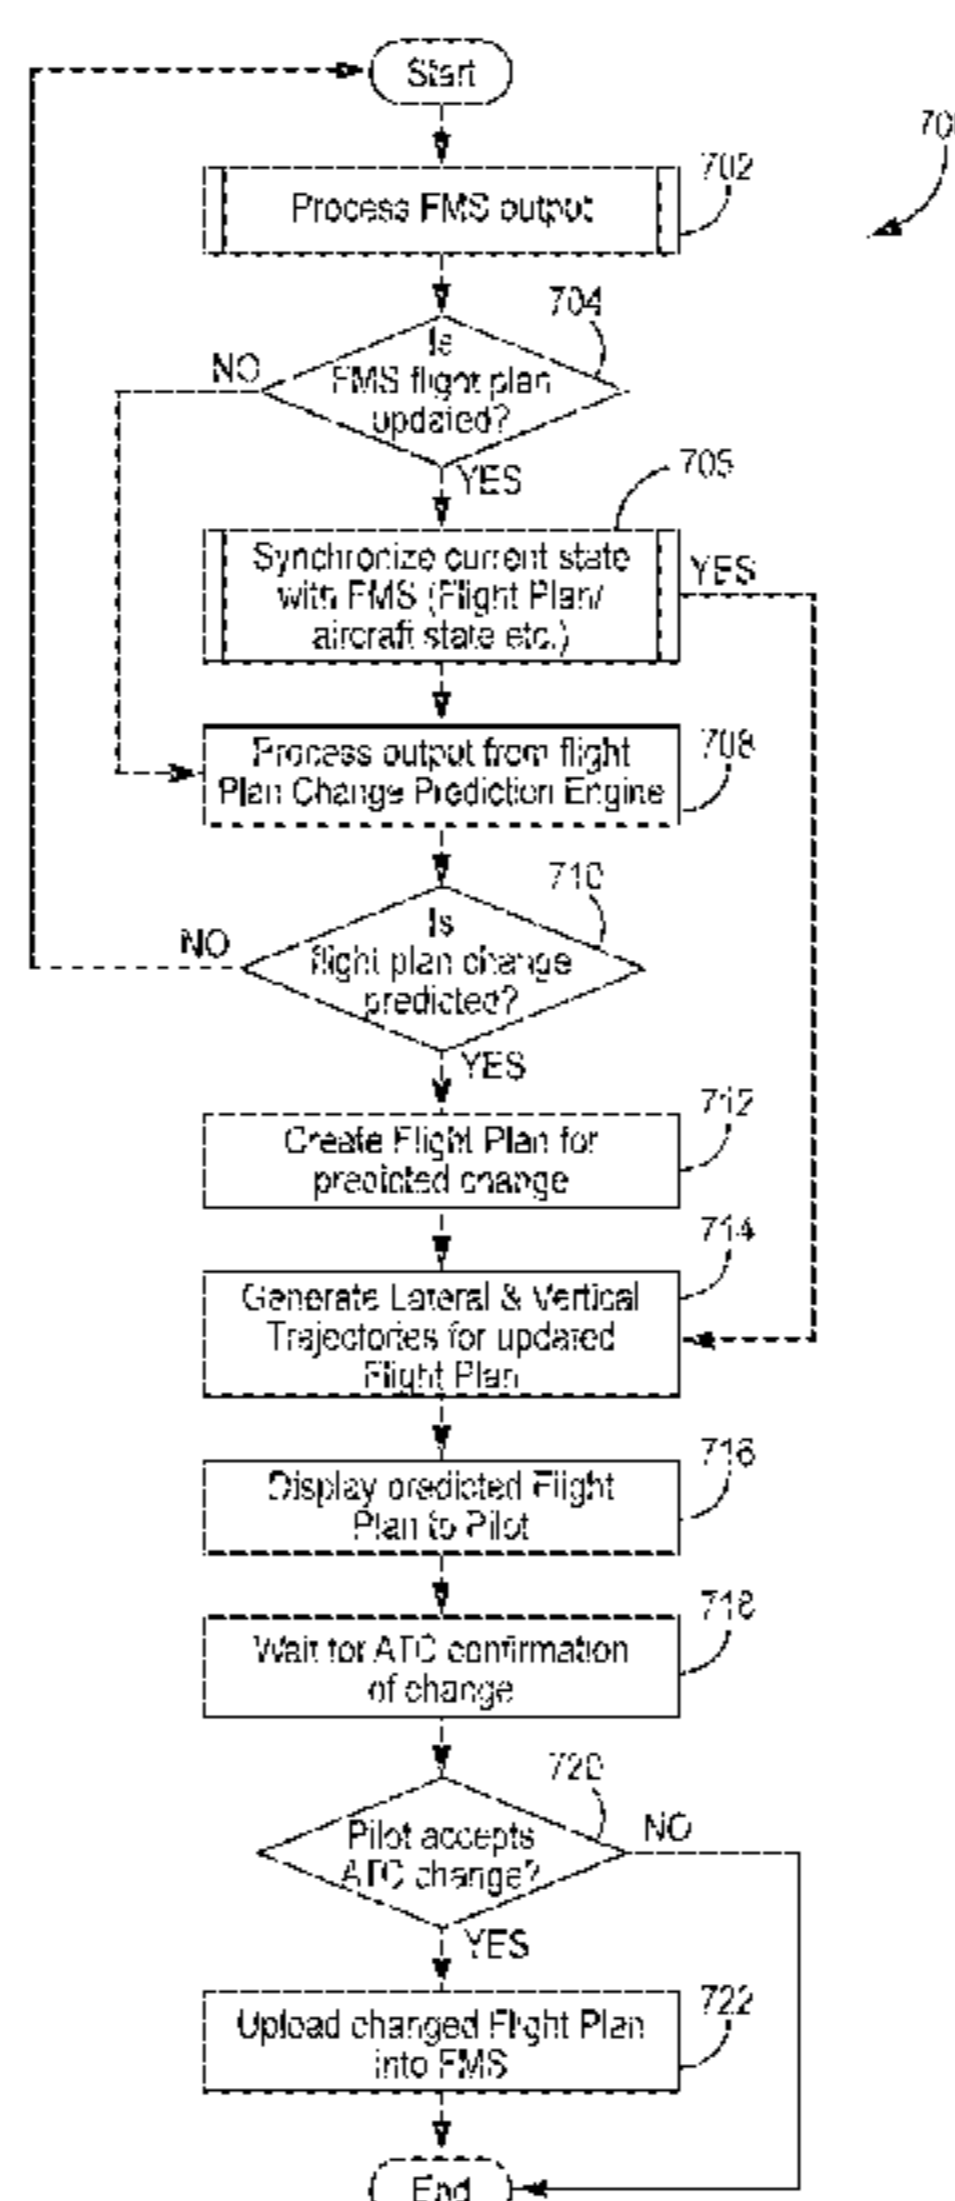 Start
70
702
Process FMS output
704
Is
FMS flight plan
updated?
NO
YES
706
Synchronize current state
with FMS (Flight Plan/
aircraft state etc.)
YES
708
Process output from flight
Plan Change Prediction Engine
710
Is
flight plan change
predicted?
NO
YES
712
Create Flight Plan for
predicted change
714
Generate Lateral & Vertical
Trajectories for updated
Flight Plan
716
Display predicted Flight
Plan to Pilot
718
Wait for ATC confirmation
of change
720
Pilot accepts
ATC change?
NO
YES
722
Upload changed Flight Plan
into FMS
End